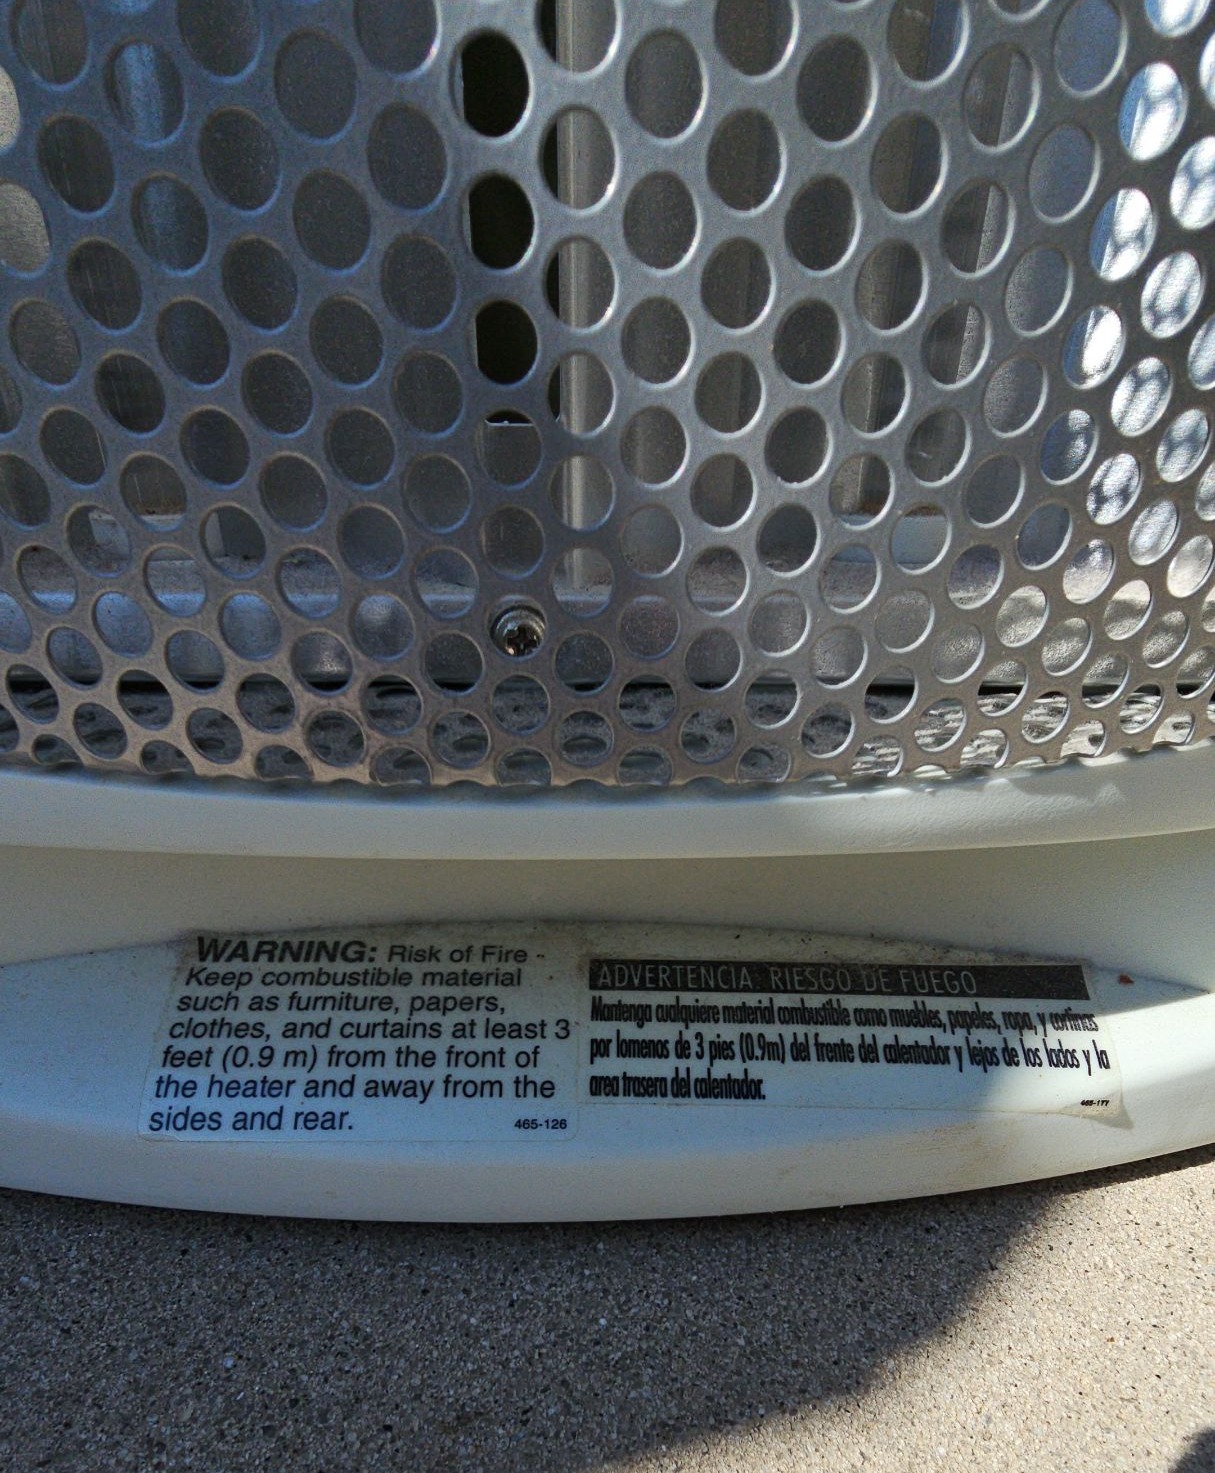 WARNING: Risk of Fire -
Keep combustible material
such as furniture, papers,
clothes, and curtains at least 3
feet (0.9 m) from the front of
the heater and away from the
sides and rear.
465-126
ADVERTENCIA: RIESGO DE FUEGO
Mantenga cualquiere material combustible como muebles, papeles, ropa, y cortinas
por lomenos de 3 pies (0.9m) del frente del calentador y lejos de los lados y la
area trasera del calentador.
465-177